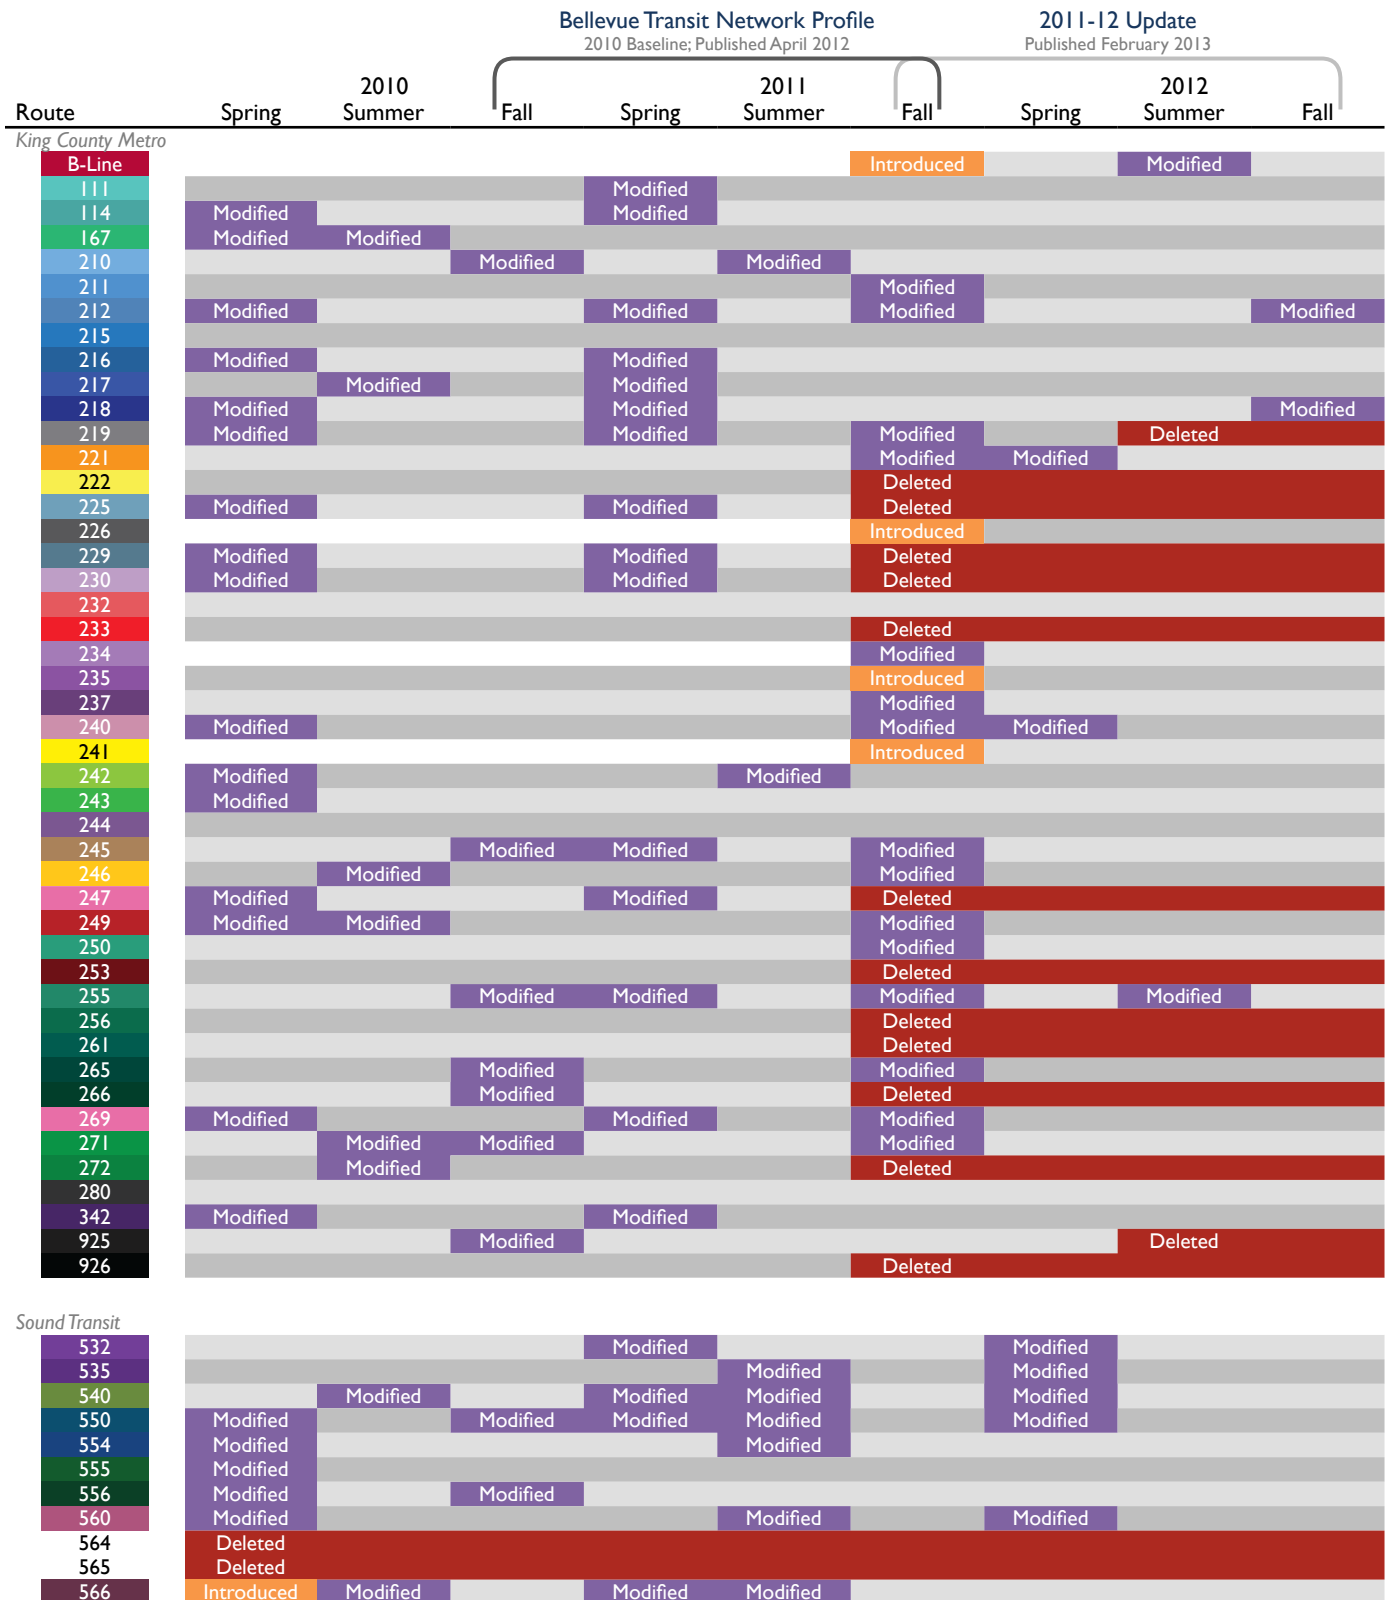 Bellevue Transit Network Profile 2011-12 Update
2010 Baseline; Published April 2012 Published February 2013
2010 2011 2012
Route Spring Summer Fall Spring Summer Fall Spring Summer Fall
King County Metro
B-Line Introduced Modified
111 Modified
114 Modified Modified
167 Modified Modified
210 Modified Modified
211 Modified
212 Modified Modified Modified Modified
215
216 Modified Modified
217 Modified Modified
218 Modified Modified Modified
219 Modified Modified Modified Deleted
221 Modified Modified
222 Deleted
225 Modified Modified Deleted
226 Introduced
229 Modified Modified Deleted
230 Modified Modified Deleted
232
233 Deleted
234 Modified
235 Introduced
237 Modified
240 Modified Modified Modified
241 Introduced
242 Modified Modified
243 Modified
244
245 Modified Modified Modified
246 Modified Modified
247 Modified Modified Deleted
249 Modified Modified Modified
250 Modified
253 Deleted
255 Modified Modified Modified Modified
256 Deleted
261 Deleted
265 Modified Modified
266 Modified Deleted
269 Modified Modified Modified
271 Modified Modified Modified
272 Modified Deleted
280
342 Modified Modified
925 Modified Deleted
926 Deleted
Sound Transit
532 Modified Modified
535 Modified Modified
540 Modified Modified Modified Modified
550 Modified Modified Modified Modified Modified
554 Modified Modified
555 Modified
556 Modified Modified
560 Modified Modified Modified
564 Deleted
565 Deleted
566 Introduced Modified Modified Modified